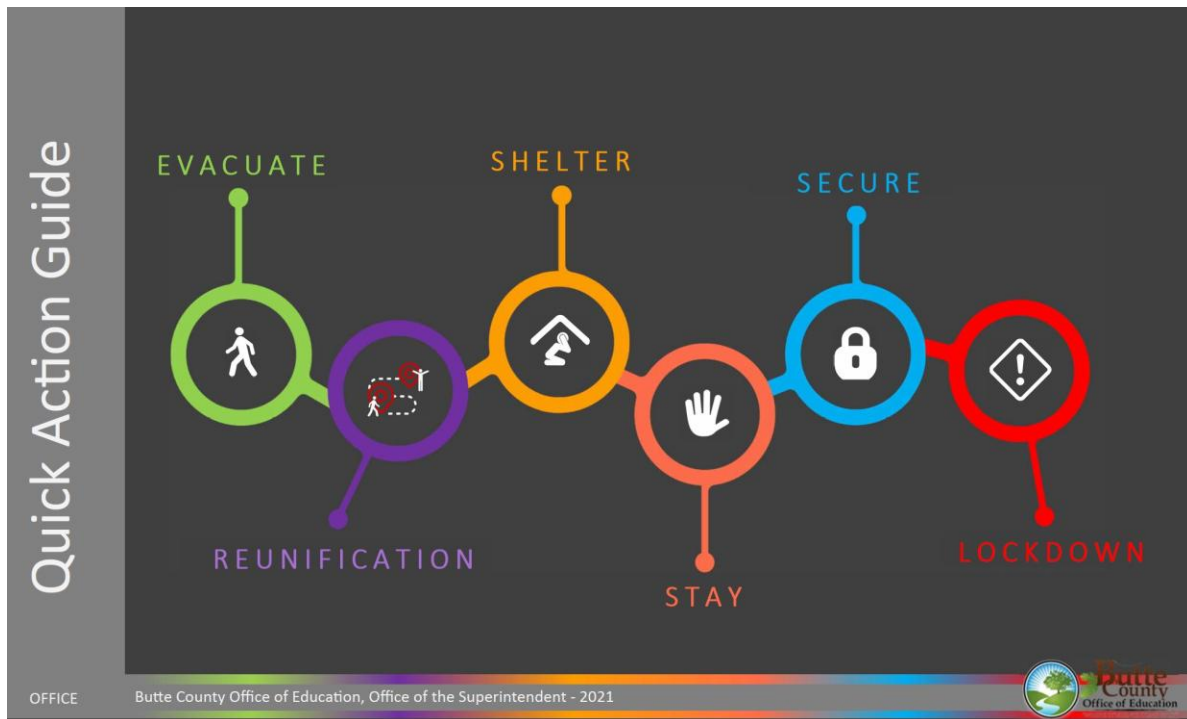 Quick Action Guide
EVACUATE
SHELTER
SECURE
REUNIFICATION
STAY
LOCKDOWN
OFFICE
Butte County Office of Education, Office of the Superintendent - 2021
Butte
County
Office of Education